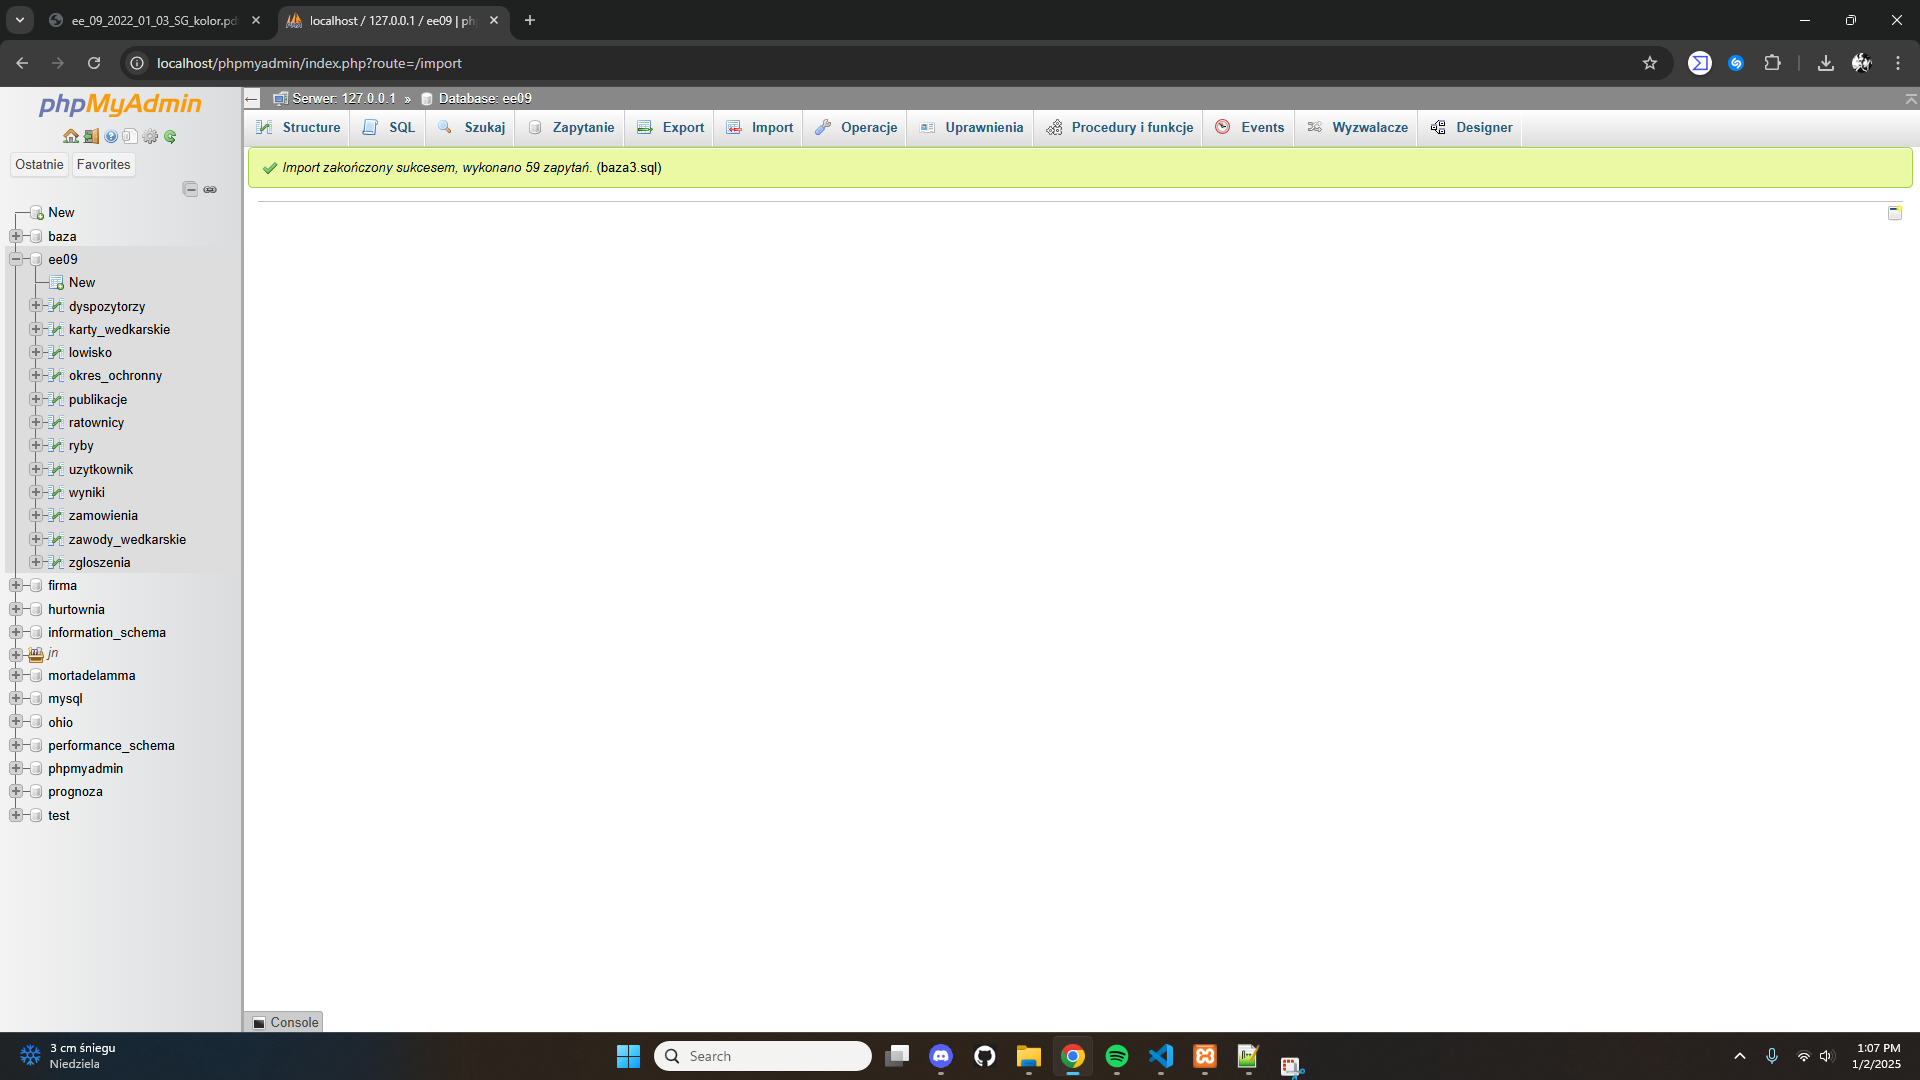 ee_09_2022_01_03_SG_kolor.pd
localhost / 127.0.0.1 / ee09 | ph
localhost/phpmyadmin/index.php?route=/import
phpMyAdmin
Ostatnie Favorites
New
baza
ee09
New
dyspozytorzy
karty_wedkarskie
lowisko
okres_ochronny
publikacje
ratownicy
ryby
uzytkownik
wyniki
zamowienia
zawody_wedkarskie
zgloszenia
firma
hurtownia
information_schema
jn
mortadelamma
mysql
ohio
performance_schema
phpmyadmin
prognoza
test
Serwer: 127.0.0.1 » Database: ee09
Structure SQL Szukaj Zapytanie Export Import Operacje Uprawnienia Procedury i funkcje Events Wyzwalacze Designer
Import zakończony sukcesem, wykonano 59 zapytań. (baza3.sql)
Console
3 cm śniegu
Niedziela
Search
1:07 PM
1/2/2025